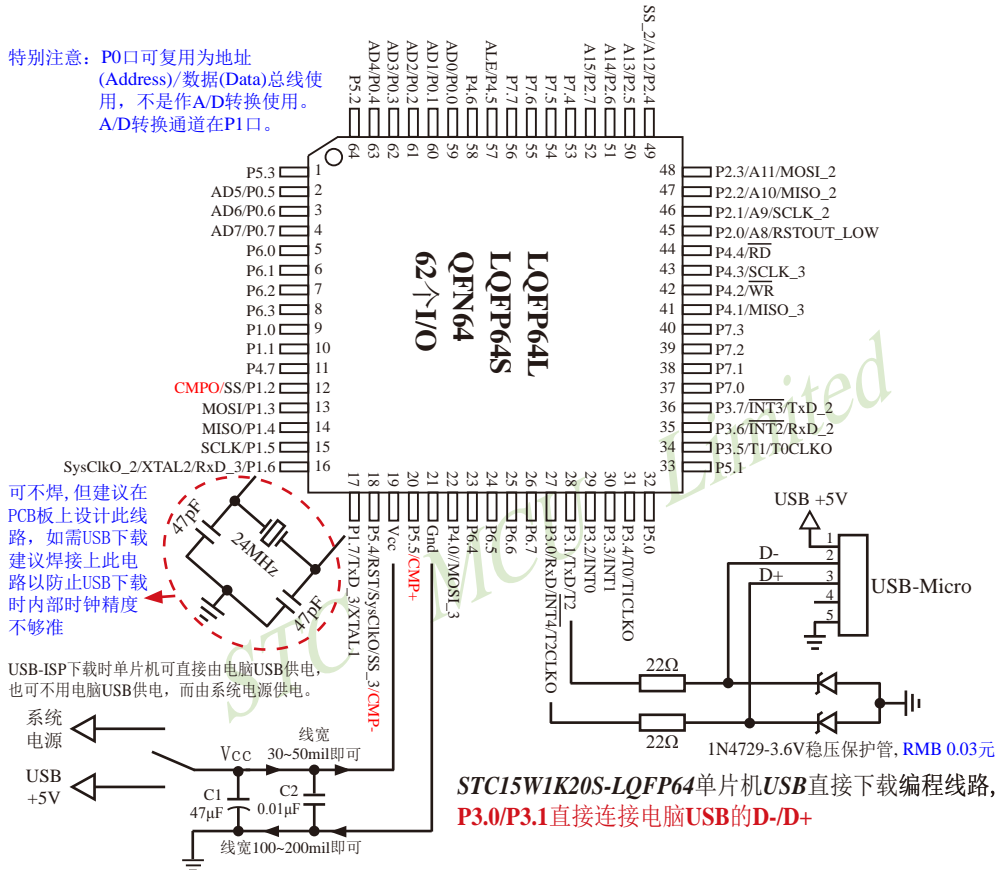 特别注意：P0口可复用为地址
(Address)/数据(Data)总线使
用，不是作A/D转换使用。
A/D转换通道在P1口。
P5.2
AD4/P0.4
AD3/P0.3
AD2/P0.2
AD1/P0.1
AD0/P0.0
P4.6
ALE/P4.5
P7.7
P7.6
P7.5
P7.4
A15/P2.7
A14/P2.6
A13/P2.5
SS_2/A12/P2.4
64
63
62
61
60
59
58
57
56
55
54
53
52
51
50
49
P5.3 1
AD5/P0.5 2
AD6/P0.6 3
AD7/P0.7 4
P6.0 5
P6.1 6
P6.2 7
P6.3 8
P1.0 9
P1.1 10
P4.7 11
CMPO/SS/P1.2 12
MOSI/P1.3 13
MISO/P1.4 14
SCLK/P1.5 15
SysClkO_2/XTAL2/RxD_3/P1.6 16
LQFP64L
LQFP64S
QFN64
62个I/O
48 P2.3/A11/MOSI_2
47 P2.2/A10/MISO_2
46 P2.1/A9/SCLK_2
45 P2.0/A8/RSTOUT_LOW
44 P4.4/RD
43 P4.3/SCLK_3
42 P4.2/WR
41 P4.1/MISO_3
40 P7.3
39 P7.2
38 P7.1
37 P7.0
36 P3.7/INT3/TxD_2
35 P3.6/INT2/RxD_2
34 P3.5/T1/T0CLKO
33 P5.1
17 P1.7/TxD_3/XTAL1
18 P5.4/RST/SysClkO/SS_3/CMP-
19 Vcc
20 P5.5/CMP+
21 Gnd
22 P4.0/MOSI_3
23 P6.4
24 P6.5
25 P6.6
26 P6.7
27 P3.0/RxD/INT4/T2CLKO
28 P3.1/TxD/T2
29 P3.2/INT0
30 P3.3/INT1
31 P3.4/T0/T1CLKO
32 P5.0
可不焊,但建议在
PCB板上设计此线
路，如需USB下载
建议焊接上此电
路以防止USB下载
时内部时钟精度
不够准
47pF
24MHz
47pF
USB +5V
D-
D+
1
2
3
4
5
USB-Micro
22Ω
22Ω
1N4729-3.6V稳压保护管, RMB 0.03元
USB-ISP下载时单片机可直接由电脑USB供电，
也可不用电脑USB供电，而由系统电源供电。
系统
电源
USB
+5V
Vcc
线宽
30~50mil即可
C1
47μF
C2
0.01μF
线宽100~200mil即可
STC15W1K20S-LQFP64单片机USB直接下载编程线路,
P3.0/P3.1直接连接电脑USB的D-/D+
STC MCU Limited